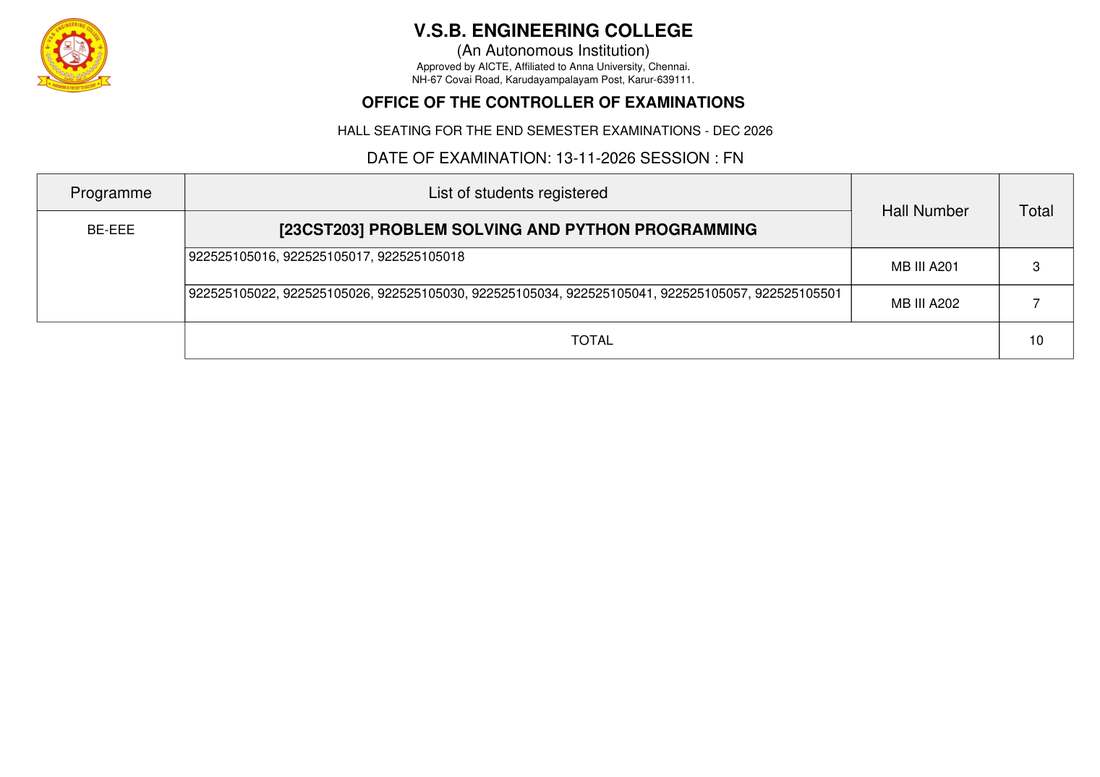 V.S.B. ENGINEERING COLLEGE
(An Autonomous Institution)
Approved by AICTE, Affiliated to Anna University, Chennai.
NH-67 Covai Road, Karudayampalayam Post, Karur-639111.
OFFICE OF THE CONTROLLER OF EXAMINATIONS
HALL SEATING FOR THE END SEMESTER EXAMINATIONS - DEC 2026
DATE OF EXAMINATION: 13-11-2026 SESSION : FN
Programme List of students registered Hall Number Total
BE-EEE [23CST203] PROBLEM SOLVING AND PYTHON PROGRAMMING
922525105016, 922525105017, 922525105018 MB III A201 3
922525105022, 922525105026, 922525105030, 922525105034, 922525105041, 922525105057, 922525105501 MB III A202 7
TOTAL 10